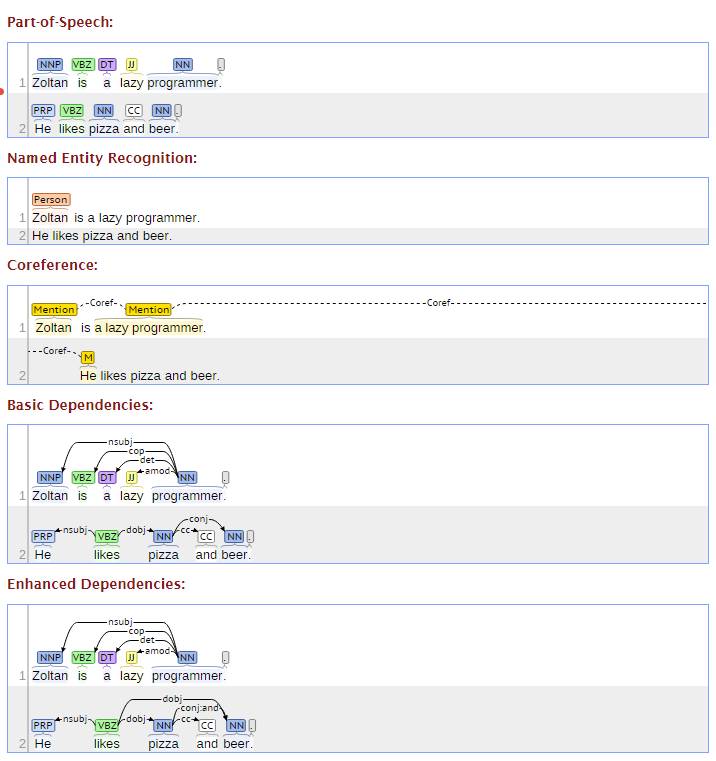 Part-of-Speech:
NNP VBZ DT JJ NN .
1 Zoltan is a lazy programmer.
PRP VBZ NN CC NN .
2 He likes pizza and beer.
Named Entity Recognition:
Person
1 Zoltan is a lazy programmer.
2 He likes pizza and beer.
Coreference:
Mention Coref Mention Coref
1 Zoltan is a lazy programmer.
Coref M
2 He likes pizza and beer.
Basic Dependencies:
nsubj
cop
det
amod
NNP VBZ DT JJ NN .
1 Zoltan is a lazy programmer.
conj
PRP nsubj VBZ dobj NN cc CC NN .
2 He likes pizza and beer.
Enhanced Dependencies:
nsubj
cop
det
amod
NNP VBZ DT JJ NN .
1 Zoltan is a lazy programmer.
dobj
conj:and
PRP nsubj VBZ dobj NN cc CC NN .
2 He likes pizza and beer.